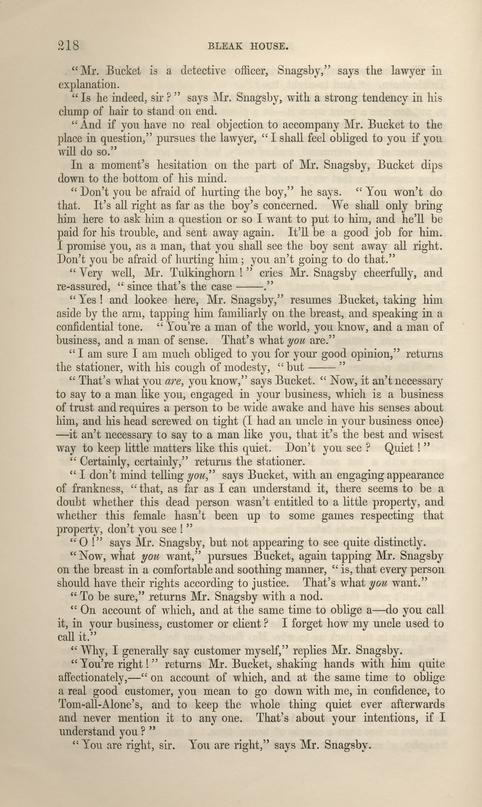 218 BLEAK HOUSE.
“Mr. Bucket is a detective officer, Snagsby,” says the lawyer in
explanation.
“Is he indeed, sir?” says Mr. Snagsby, with a strong tendency in his
clump of hair to stand on end.
“And if you have no real objection to accompany Mr. Bucket to the
place in question,” pursues the lawyer, “I shall feel obliged to you if you
will do so.”
In a moment's hesitation on the part of Mr. Snagsby, Bucket dips
down to the bottom of his mind.
“Don't you be afraid of hurting the boy,” he says. “You won't do
that. It's all right as far as the boy's concerned. We shall only bring
him here to ask him a question or so I want to put to him, and he'll be
paid for his trouble, and sent away again. It'll be a good job for him.
I promise you, as a man, that you shall see the boy sent away all right.
Don't you be afraid of hurting him; you an't going to do that.”
“Very well, Mr. Tulkinghorn!” cries Mr. Snagsby cheerfully, and
re-assured, “since that's the case ——.”
“Yes! and lookee here, Mr. Snagsby,” resumes Bucket, taking him
aside by the arm, tapping him familiarly on the breast, and speaking in a
confidential tone. “You're a man of the world, you know, and a man of
business, and a man of sense. That's what you are.”
“I am sure I am much obliged to you for your good opinion,” returns
the stationer, with his cough of modesty, “but ——”
“That's what you are, you know,” says Bucket. “Now, it an't necessary
to say to a man like you, engaged in your business, which is a business
of trust and requires a person to be wide awake and have his senses about
him, and his head screwed on tight (I had an uncle in your business once)
—it an't necessary to say to a man like you, that it's the best and wisest
way to keep little matters like this quiet. Don't you see? Quiet!”
“Certainly, certainly,” returns the stationer.
“I don't mind telling you,” says Bucket, with an engaging appearance
of frankness, “that, as far as I can understand it, there seems to be a
doubt whether this dead person wasn't entitled to a little property, and
whether this female hasn't been up to some games respecting that
property, don't you see!”
“O!” says Mr. Snagsby, but not appearing to see quite distinctly.
“Now, what you want,” pursues Bucket, again tapping Mr. Snagsby
on the breast in a comfortable and soothing manner, “is, that every person
should have their rights according to justice. That's what you want.”
“To be sure,” returns Mr. Snagsby with a nod.
“On account of which, and at the same time to oblige a—do you call
it, in your business, customer or client? I forget how my uncle used to
call it.”
“Why, I generally say customer myself,” replies Mr. Snagsby.
“You're right!” returns Mr. Bucket, shaking hands with him quite
affectionately,—“on account of which, and at the same time to oblige
a real good customer, you mean to go down with me, in confidence, to
Tom-all-Alone's, and to keep the whole thing quiet ever afterwards
and never mention it to any one. That's about your intentions, if I
understand you?”
“You are right, sir. You are right,” says Mr. Snagsby.